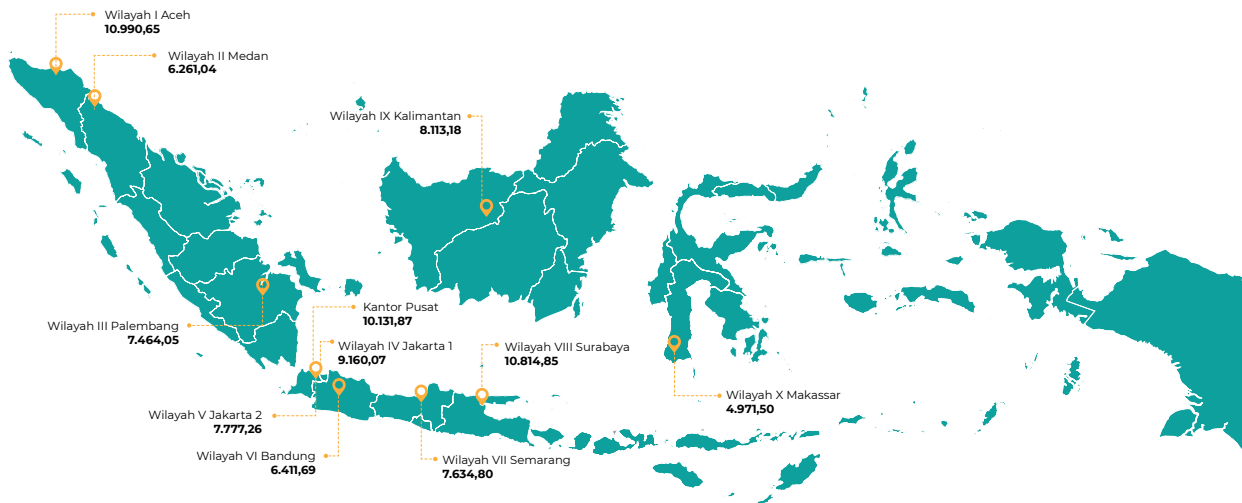 Wilayah I Aceh
10.990,65
Wilayah II Medan
6.261,04
Wilayah IX Kalimantan
8.113,18
Kantor Pusat
10.131,87
Wilayah III Palembang
7.464,05
Wilayah IV Jakarta 1
9.160,07
Wilayah VIII Surabaya
10.814,85
Wilayah X Makassar
4.971,50
Wilayah V Jakarta 2
7.777,26
Wilayah VI Bandung
6.411,69
Wilayah VII Semarang
7.634,80